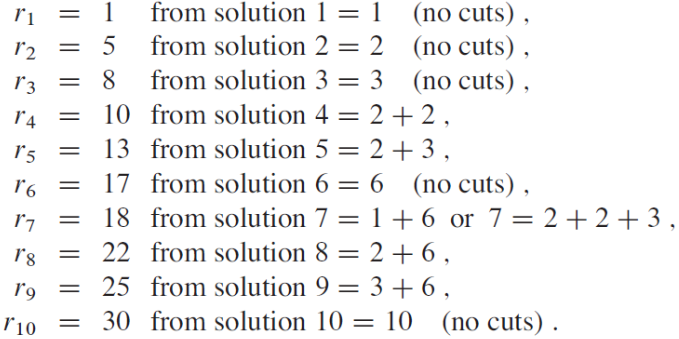 r1 = 1 from solution 1 = 1 (no cuts) ,
r2 = 5 from solution 2 = 2 (no cuts) ,
r3 = 8 from solution 3 = 3 (no cuts) ,
r4 = 10 from solution 4 = 2 + 2 ,
r5 = 13 from solution 5 = 2 + 3 ,
r6 = 17 from solution 6 = 6 (no cuts) ,
r7 = 18 from solution 7 = 1 + 6 or 7 = 2 + 2 + 3 ,
r8 = 22 from solution 8 = 2 + 6 ,
r9 = 25 from solution 9 = 3 + 6 ,
r10 = 30 from solution 10 = 10 (no cuts) .